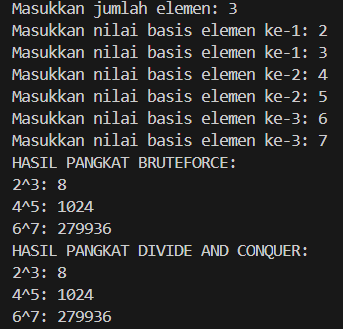 Masukkan jumlah elemen: 3
Masukkan nilai basis elemen ke-1: 2
Masukkan nilai basis elemen ke-1: 3
Masukkan nilai basis elemen ke-2: 4
Masukkan nilai basis elemen ke-2: 5
Masukkan nilai basis elemen ke-3: 6
Masukkan nilai basis elemen ke-3: 7
HASIL PANGKAT BRUTEFORCE:
2^3: 8
4^5: 1024
6^7: 279936
HASIL PANGKAT DIVIDE AND CONQUER:
2^3: 8
4^5: 1024
6^7: 279936